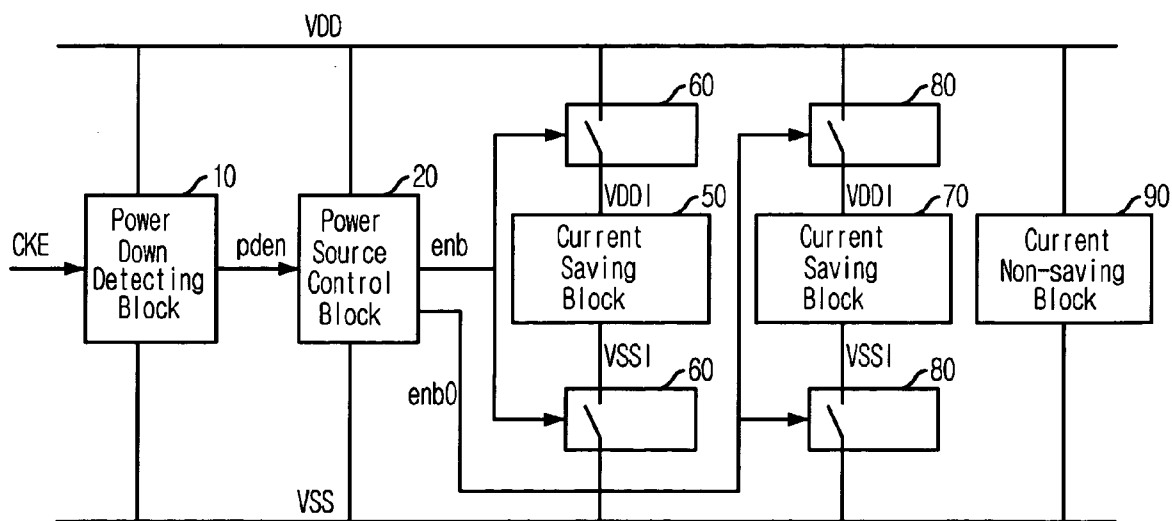 VDD
60
80
10
20
VDDI
50
VDDI
70
90
CKE
Power
Down
Detecting
Block
pden
Power
Source
Control
Block
enb
Current
Saving
Block
Current
Saving
Block
Current
Non-saving
Block
enb0
VSSI
60
VSSI
80
VSS